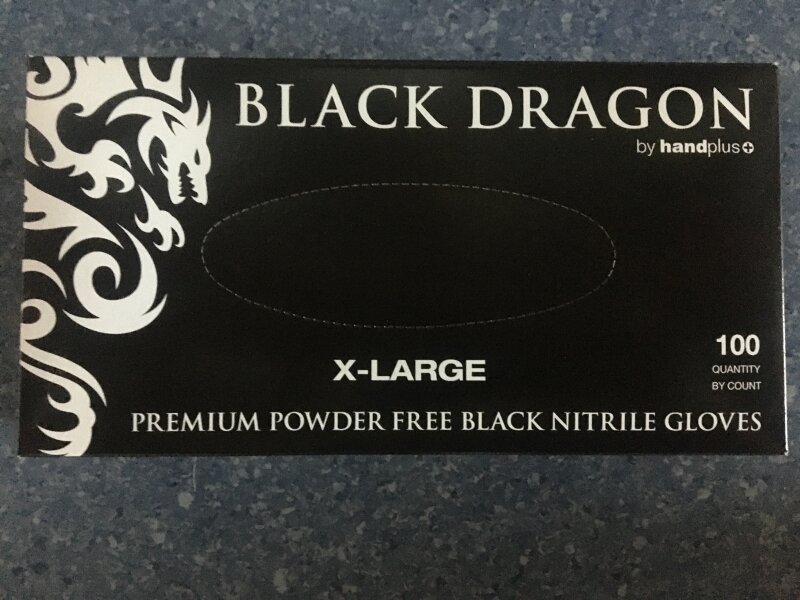 BLACK DRAGON
by handplus
X-LARGE
100
QUANTITY
BY COUNT
PREMIUM POWDER FREE BLACK NITRILE GLOVES